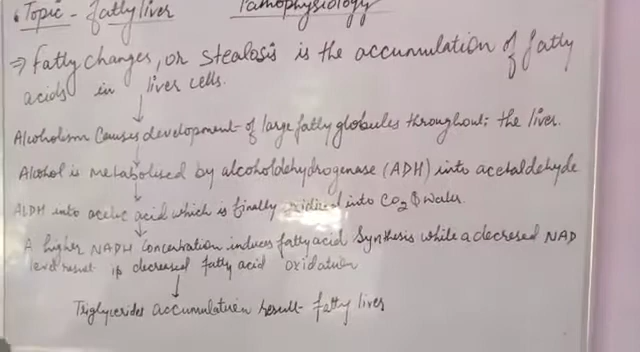 Topic - fatty liver Pathophysiology
⇒ Fatty changes, or steatosis is the accumulation of fatty
acids in liver cells.
↓
Alcoholism causes development of large fatty globules throughout the liver.
↓
Alcohol is metabolised by alcoholdehydrogenase (ADH) into acetaldehyde
↓
ALDH into acetic acid which is finally oxidised into CO2 & water.
↓
A higher NADH concentration induces fatty acid synthesis while a decresed NAD
level result in decreased fatty acid oxidation
↓
Triglycerides accumulation result fatty liver